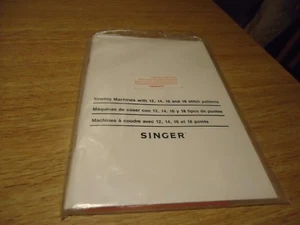 Sewing Machines with 12, 14, 16 and 18 stitch patterns
Máquinas de coser con 12, 14, 16 y 18 tipos de puntos
Machines à coudre avec 12, 14, 16 et 18 points
SINGER